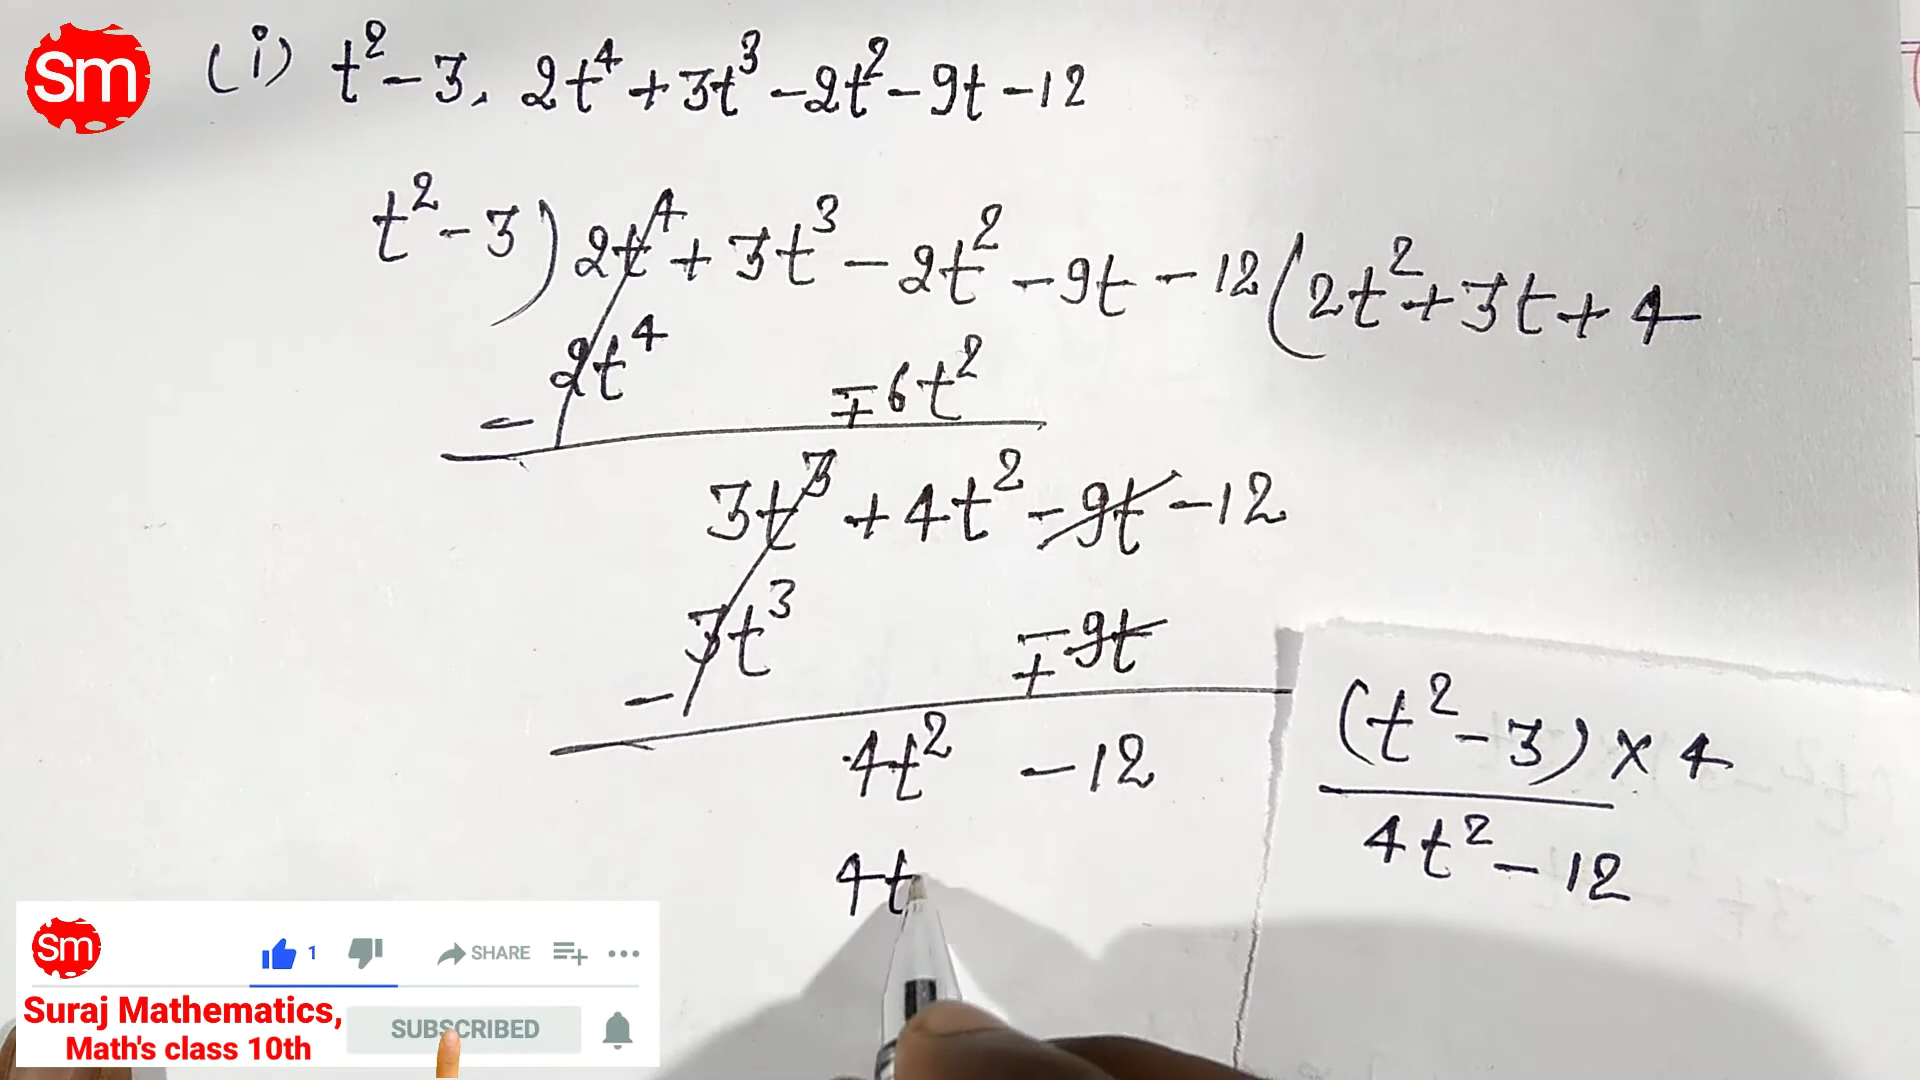 Sm
(i) t²-3, 2t⁴+3t³-2t²-9t-12
t²-3)2t⁴+3t³-2t²-9t-12(2t²+3t+4
2t⁴ ∓6t²
-
3t³+4t²-9t-12
3t³ ∓9t
-
4t² -12
4t
(t²-3)×4
4t²-12
Sm
1
SHARE
Suraj Mathematics,
Math's class 10th
SUBSCRIBED